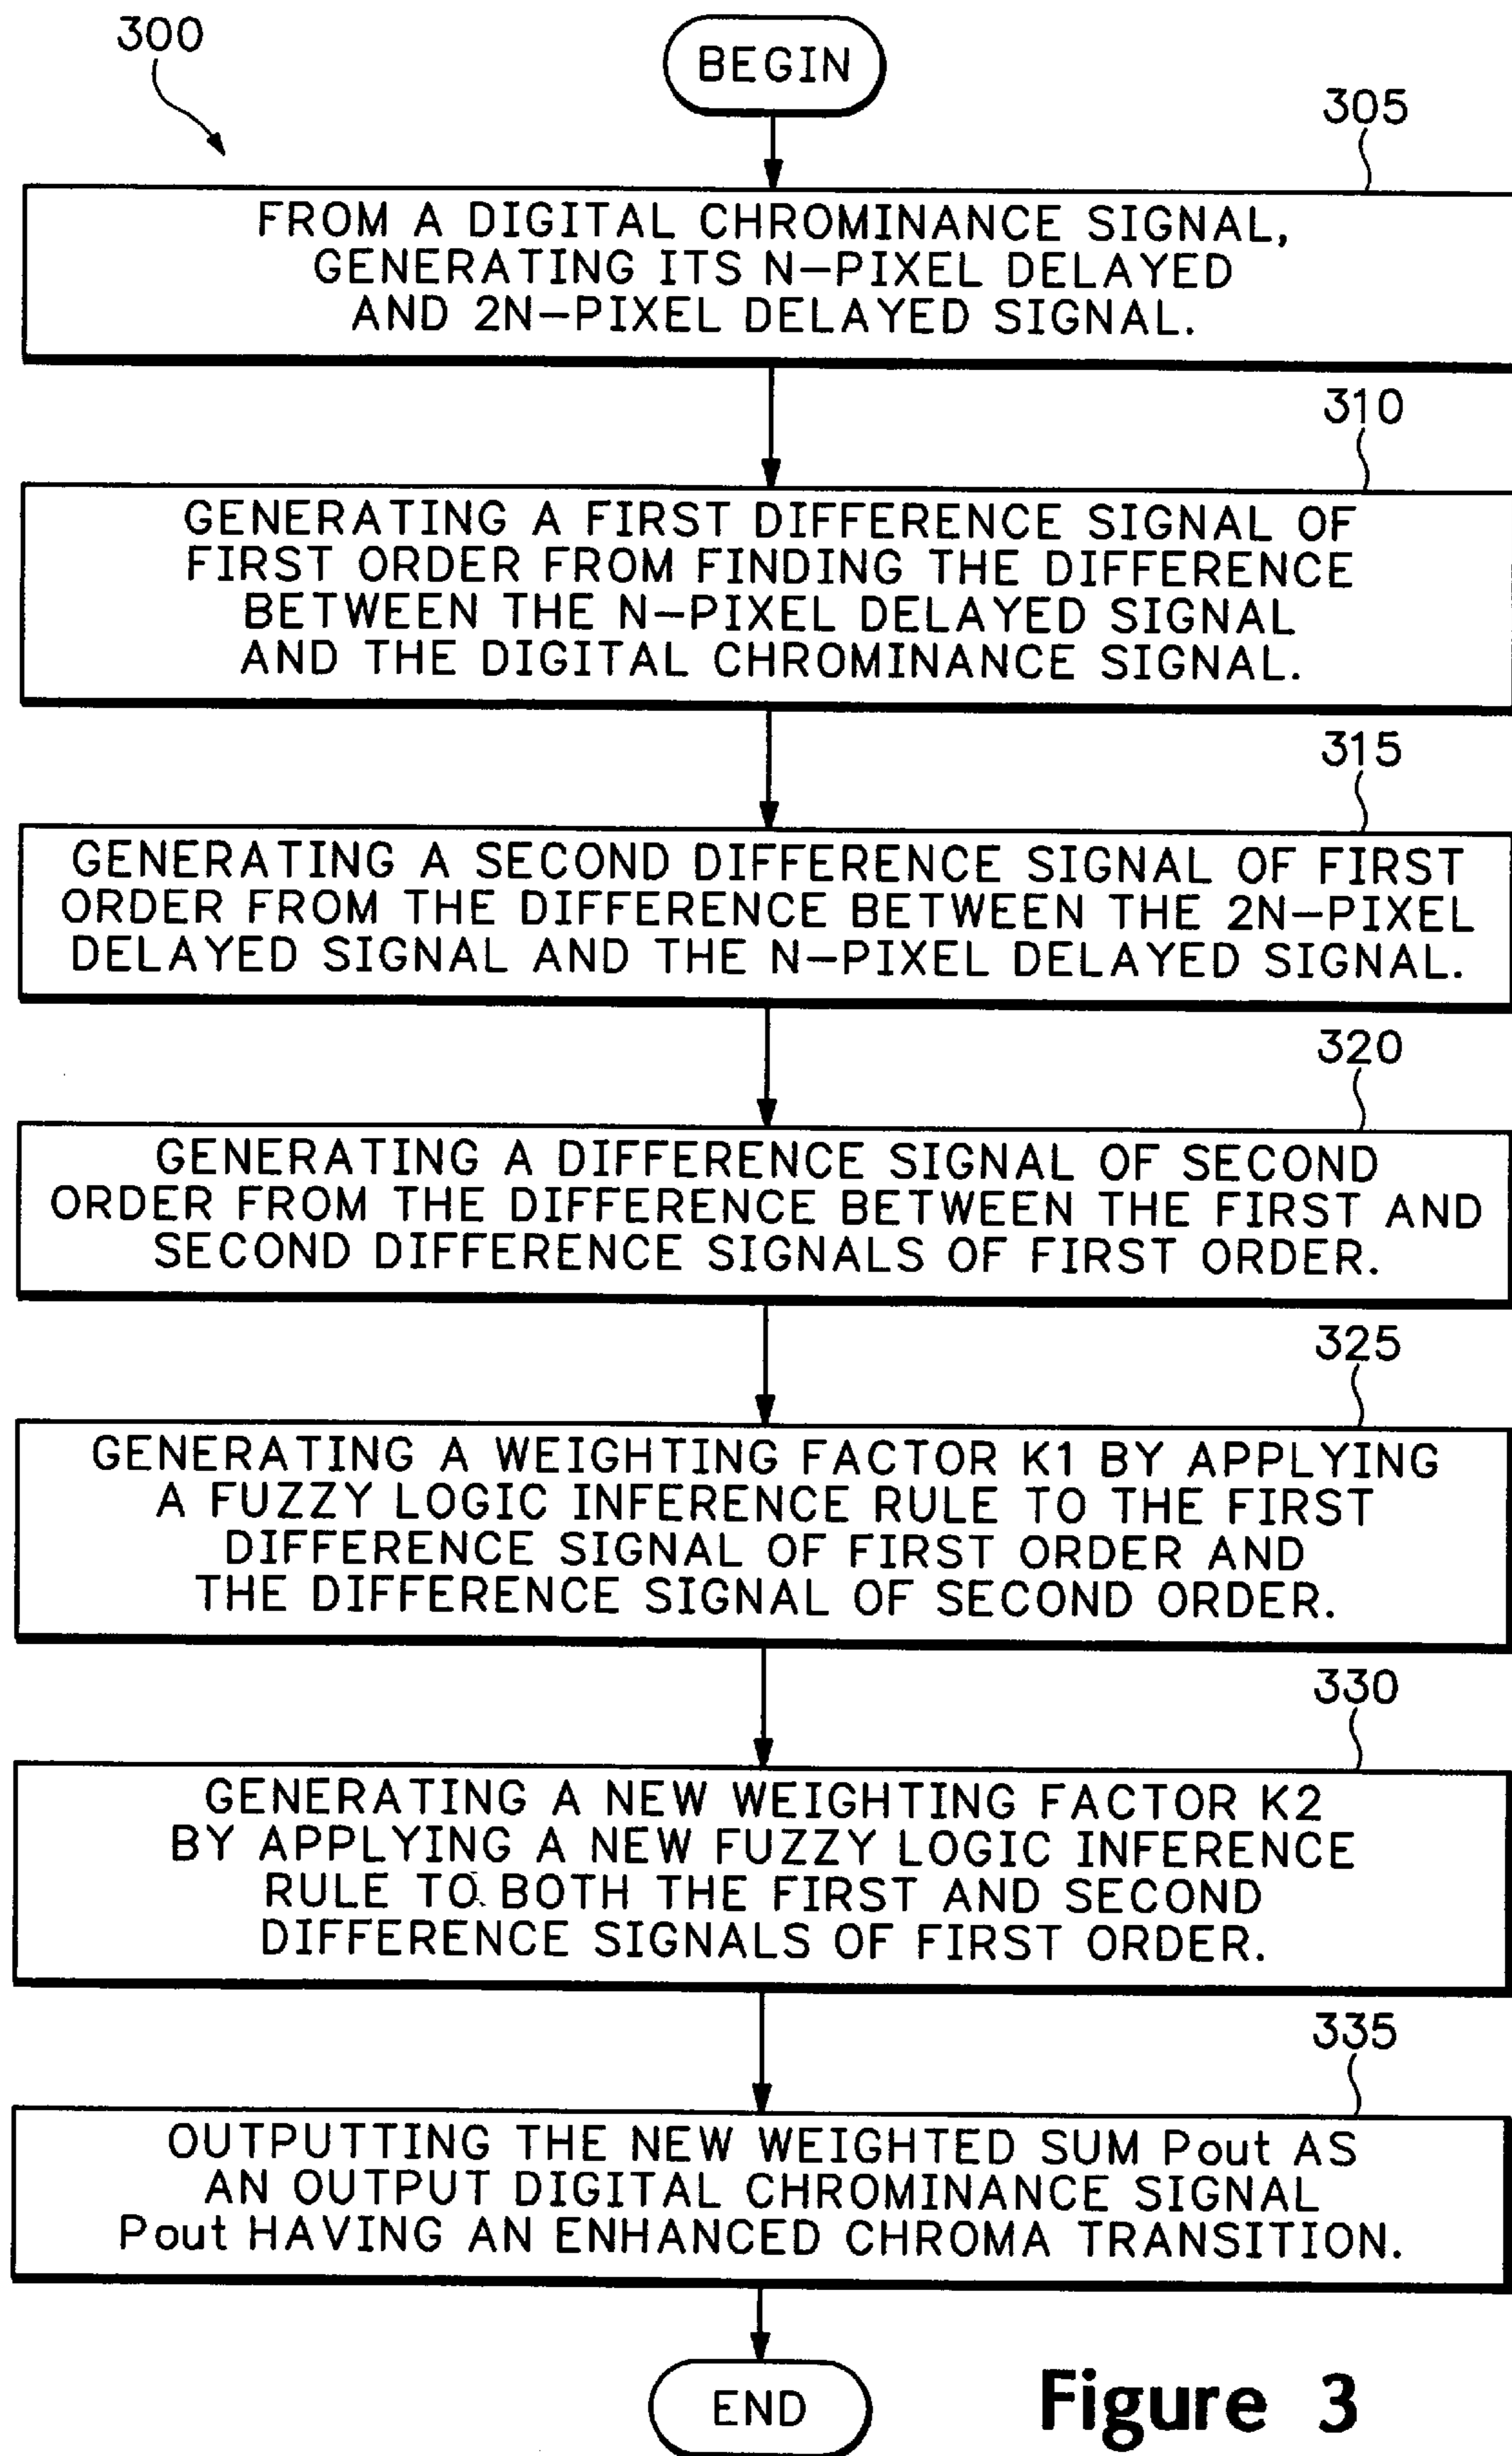 300
BEGIN
305
FROM A DIGITAL CHROMINANCE SIGNAL,
GENERATING ITS N–PIXEL DELAYED
AND 2N–PIXEL DELAYED SIGNAL.
310
GENERATING A FIRST DIFFERENCE SIGNAL OF
FIRST ORDER FROM FINDING THE DIFFERENCE
BETWEEN THE N–PIXEL DELAYED SIGNAL
AND THE DIGITAL CHROMINANCE SIGNAL.
315
GENERATING A SECOND DIFFERENCE SIGNAL OF FIRST
ORDER FROM THE DIFFERENCE BETWEEN THE 2N–PIXEL
DELAYED SIGNAL AND THE N–PIXEL DELAYED SIGNAL.
320
GENERATING A DIFFERENCE SIGNAL OF SECOND
ORDER FROM THE DIFFERENCE BETWEEN THE FIRST AND
SECOND DIFFERENCE SIGNALS OF FIRST ORDER.
325
GENERATING A WEIGHTING FACTOR K1 BY APPLYING
A FUZZY LOGIC INFERENCE RULE TO THE FIRST
DIFFERENCE SIGNAL OF FIRST ORDER AND
THE DIFFERENCE SIGNAL OF SECOND ORDER.
330
GENERATING A NEW WEIGHTING FACTOR K2
BY APPLYING A NEW FUZZY LOGIC INFERENCE
RULE TO BOTH THE FIRST AND SECOND
DIFFERENCE SIGNALS OF FIRST ORDER.
335
OUTPUTTING THE NEW WEIGHTED SUM Pout AS
AN OUTPUT DIGITAL CHROMINANCE SIGNAL
Pout HAVING AN ENHANCED CHROMA TRANSITION.
END
Figure 3